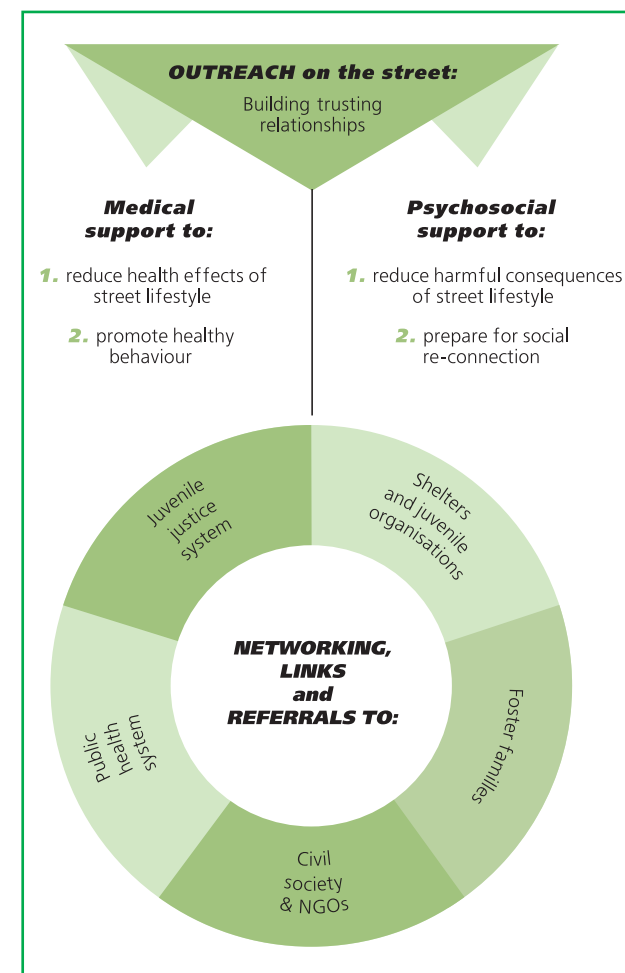 OUTREACH on the street:
Building trusting
relationships
Medical
support to:
1. reduce health effects of
street lifestyle
2. promote healthy
behaviour
Psychosocial
support to:
1. reduce harmful consequences
of street lifestyle
2. prepare for social
re-connection
NETWORKING,
LINKS
and
REFERRALS TO:
Shelters
and juvenile
organisations
Foster families
Civil
society
& NGOs
Public
health
system
Juvenile
justice
system